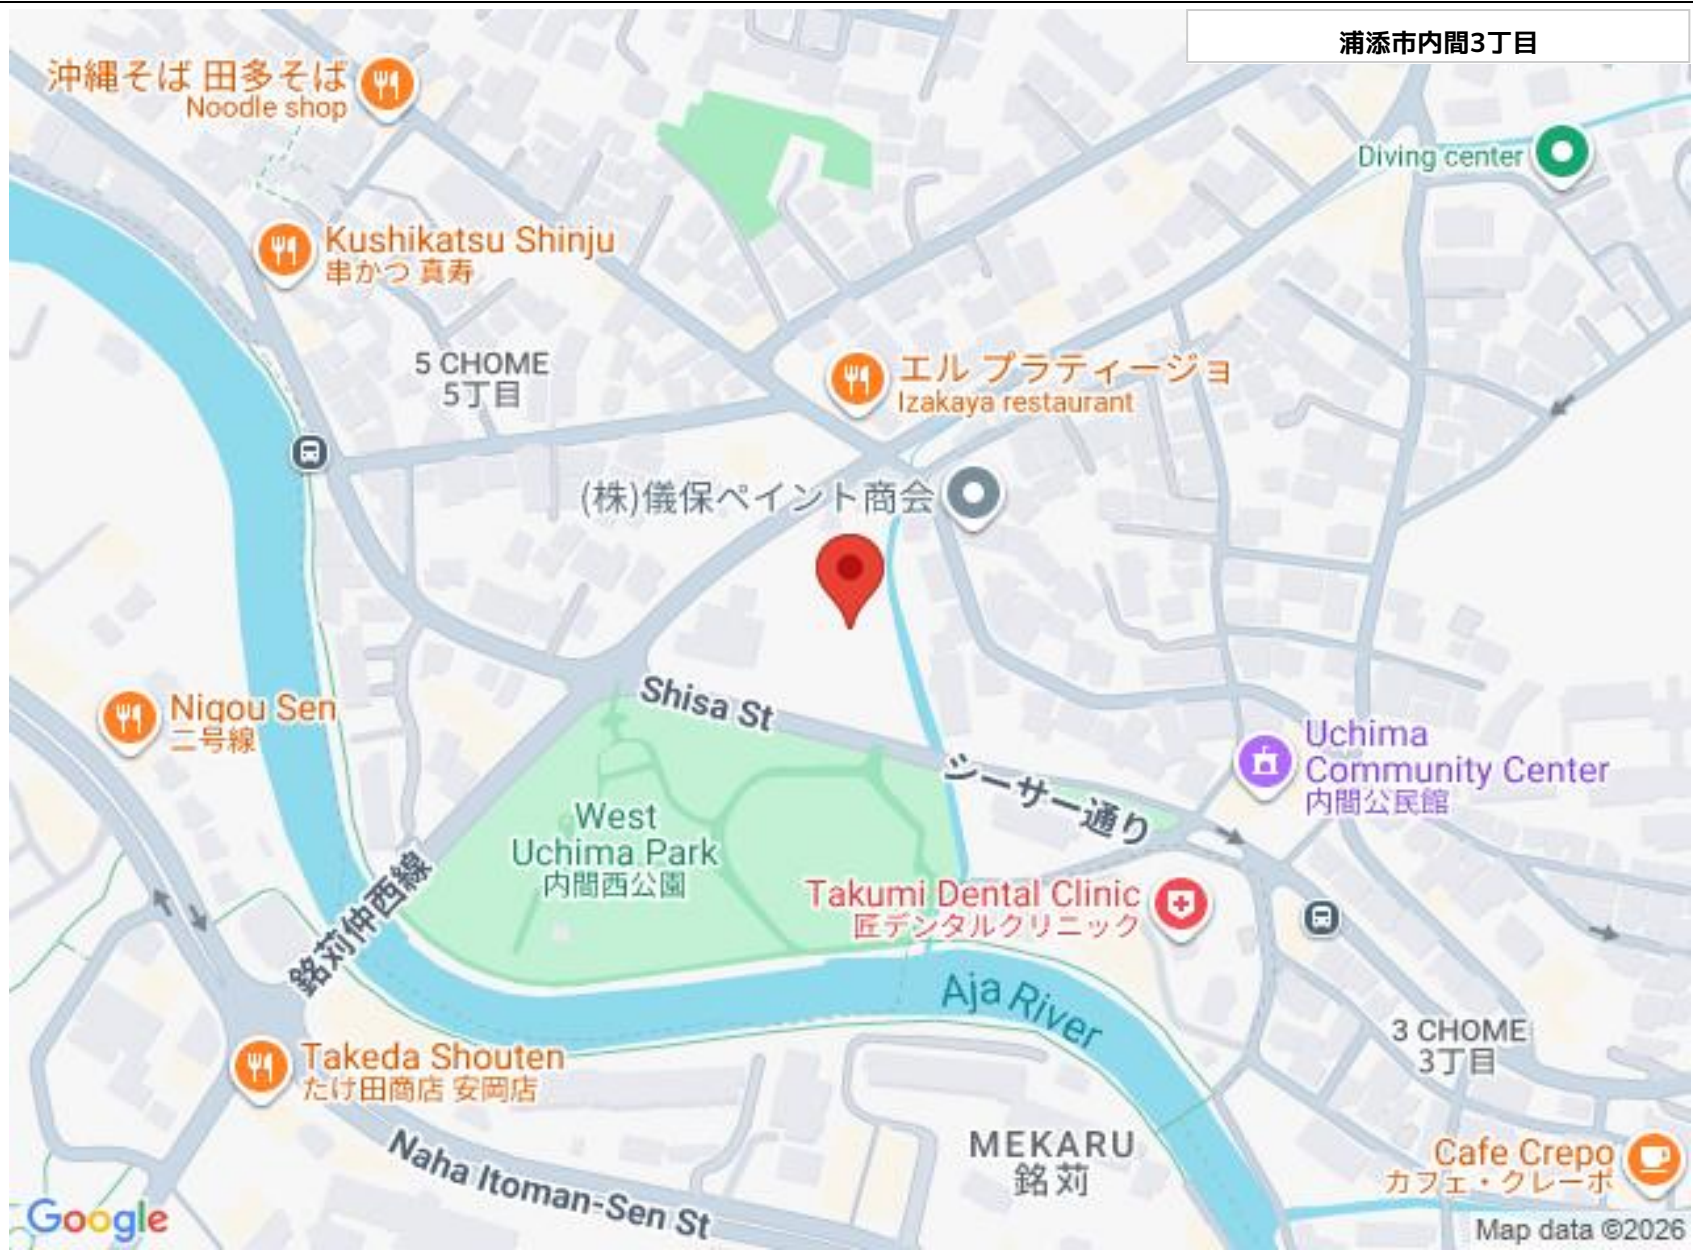 浦添市内間3丁目
沖縄そば 田多そば
Noodle shop
Diving center
Kushikatsu Shinju
串かつ 真寿
5 CHOME
5丁目
エル プラティージョ
Izakaya restaurant
(株)儀保ペイント商会
Shisa St
Nigou Sen
二号線
シーサー通り
Uchima
Community Center
内間公民館
West
Uchima Park
内間西公園
Takumi Dental Clinic
匠デンタルクリニック
銘苅仲西線
Aja River
3 CHOME
3丁目
Takeda Shouten
たけ田商店 安岡店
Naha Itoman-Sen St
MEKARU
銘苅
Cafe Crepo
カフェ・クレーポ
Google
Map data ©2026